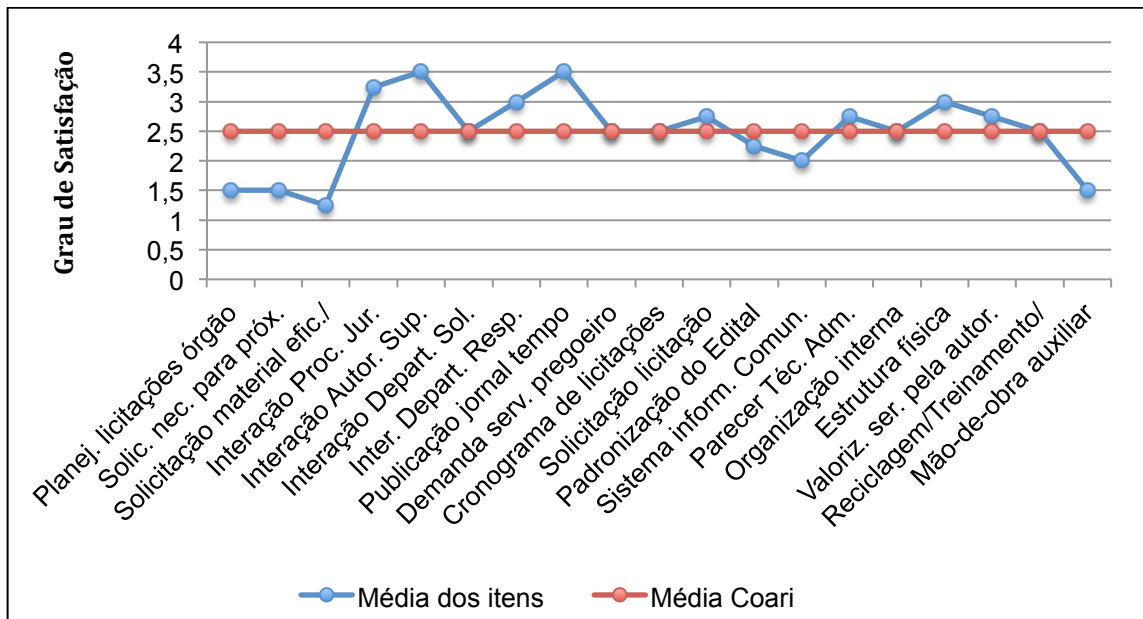 Grau de Satisfação
4
3,5
3
2,5
2
1,5
1
0,5
0
Planej. licitações órgão
Solic. nec. para próx.
Solicitação material efic./
Interação Proc. Jur.
Interação Autor. Sup.
Interação Depart. Sol.
Inter. Depart. Resp.
Publicação jornal tempo
Demanda serv. pregoeiro
Cronograma de licitações
Solicitação licitação
Padronização do Edital
Sistema inform. Comun.
Parecer Téc. Adm.
Organização interna
Estrutura física
Valoriz. ser. pela autor.
Reciclagem/Treinamento/
Mão-de-obra auxiliar
Média dos itens
Média Coari